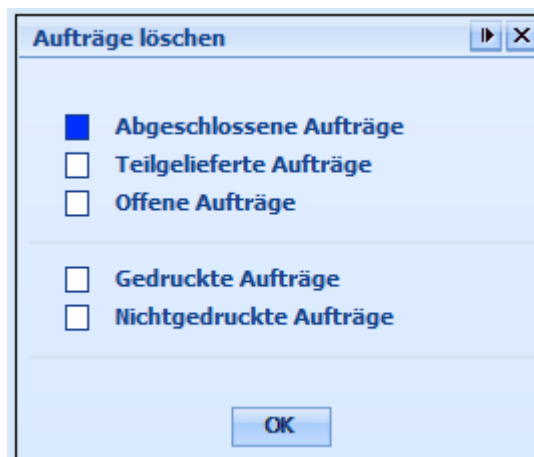 Aufträge löschen
Abgeschlossene Aufträge
Teilgelieferte Aufträge
Offene Aufträge
Gedruckte Aufträge
Nichtgedruckte Aufträge
OK